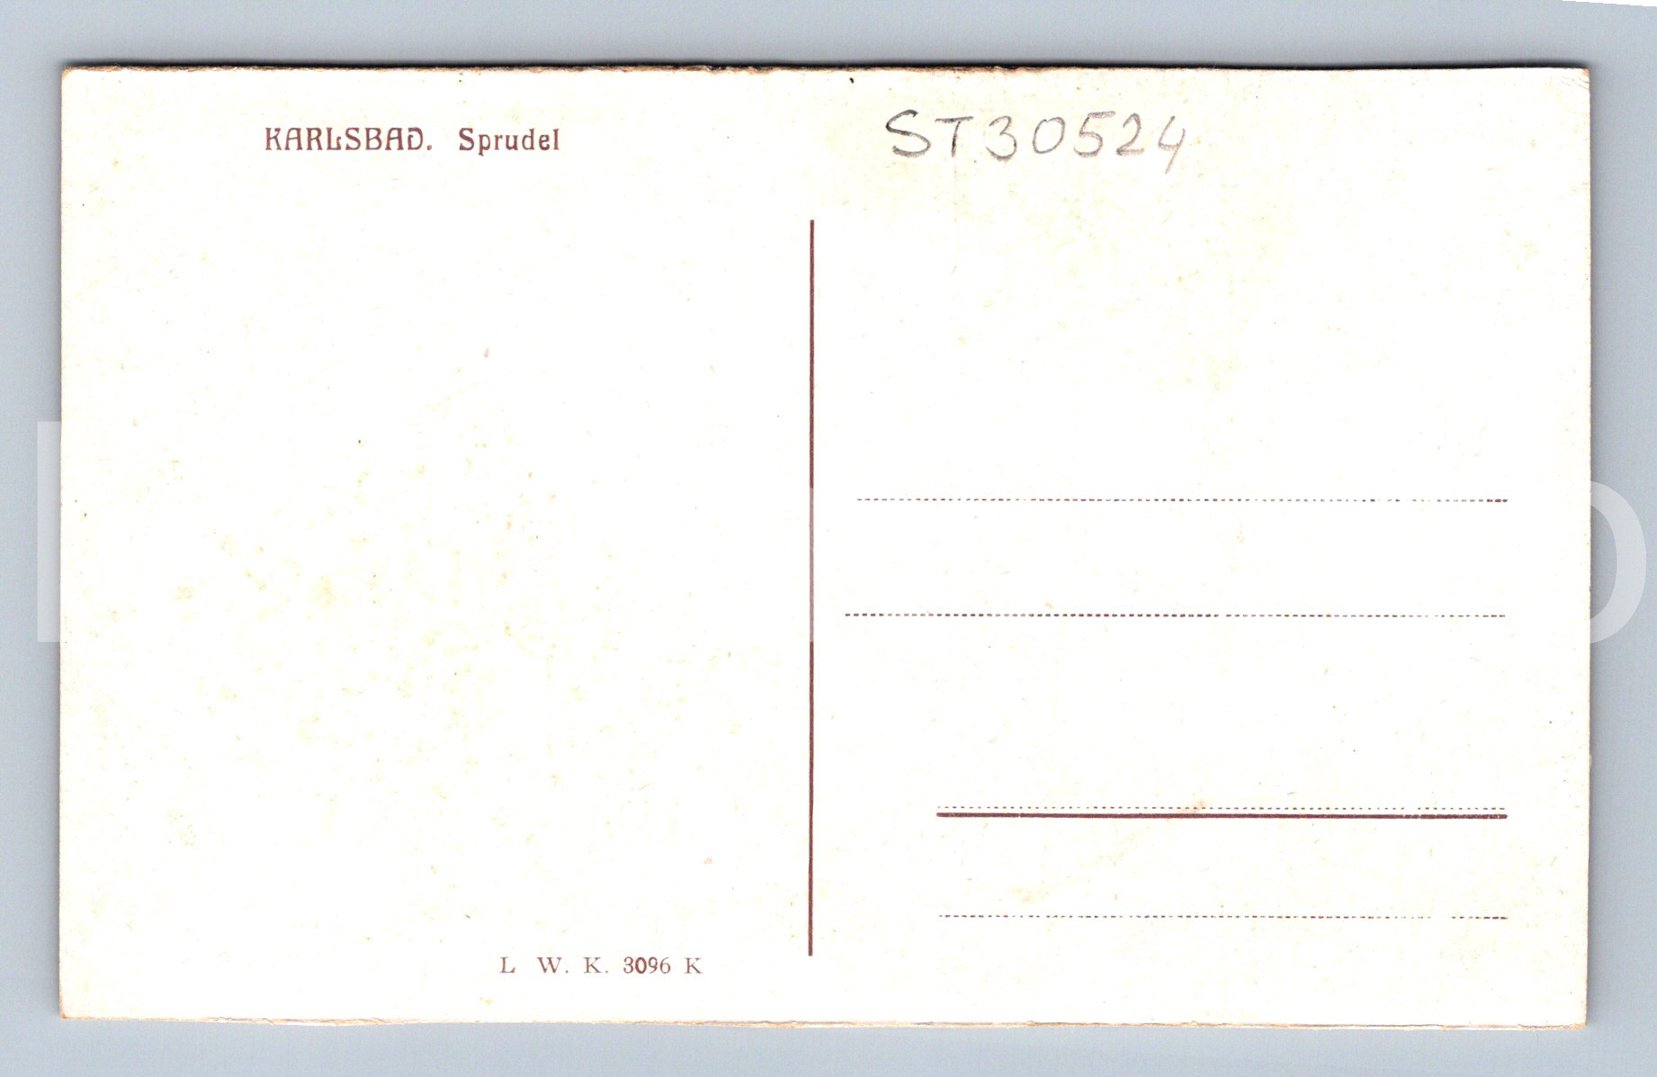 KARLSBAD. Sprudel
ST30524
L W. K. 3096 K